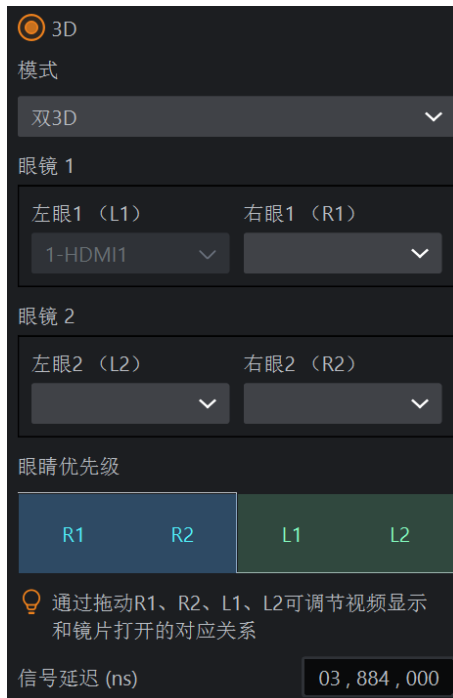 3D
模式
双3D
眼镜 1
左眼1 （L1） 右眼1 （R1）
1-HDMI1
眼镜 2
左眼2 （L2） 右眼2 （R2）
眼睛优先级
R1 R2 L1 L2
通过拖动R1、R2、L1、L2可调节视频显示
和镜片打开的对应关系
信号延迟 (ns) 03 , 884 , 000